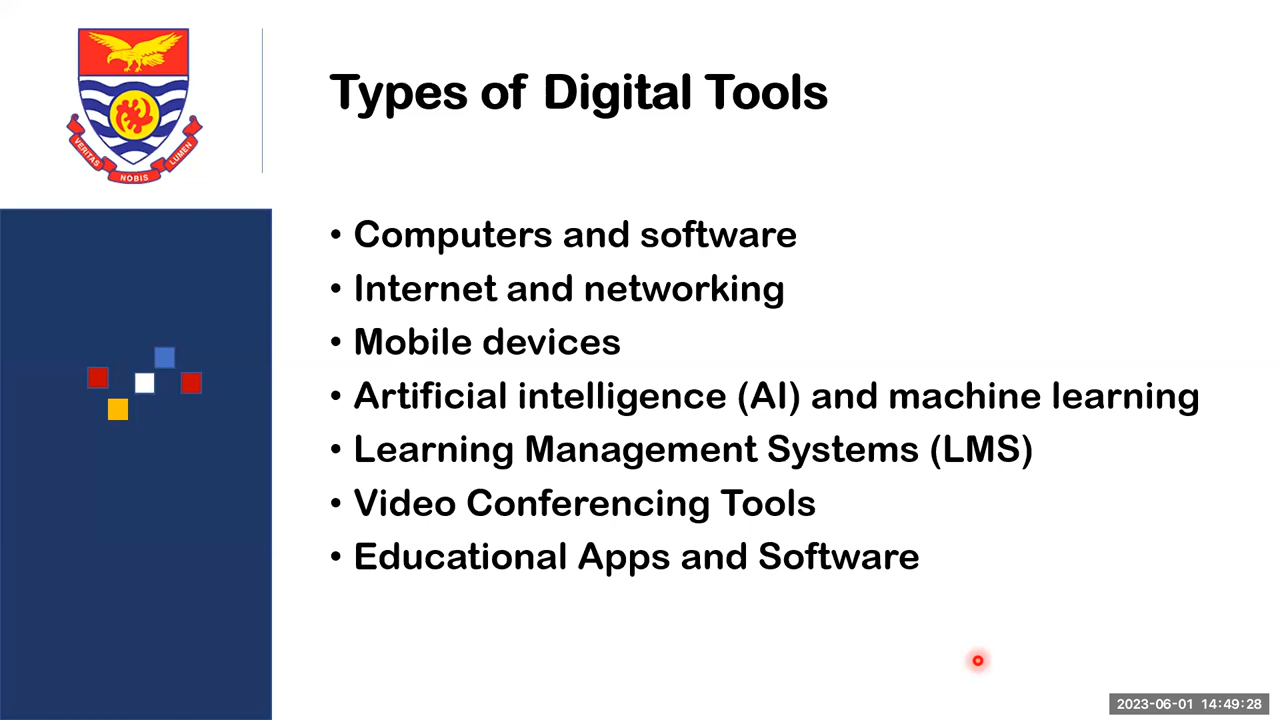 VERITAS
NOBIS
LUMEN
Types of Digital Tools
• Computers and software
• Internet and networking
• Mobile devices
• Artificial intelligence (AI) and machine learning
• Learning Management Systems (LMS)
• Video Conferencing Tools
• Educational Apps and Software
2023-06-01 14:49:28